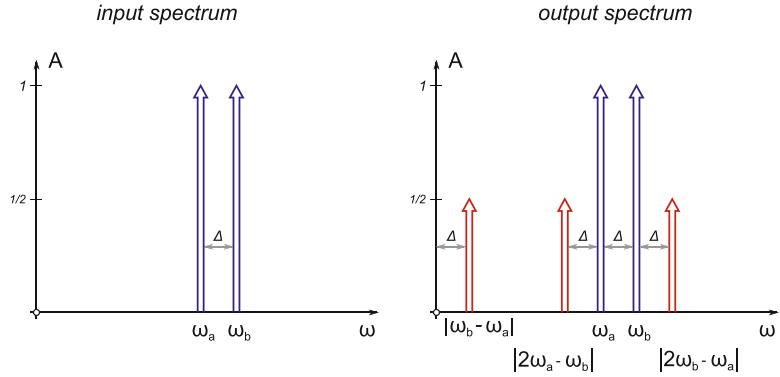 input spectrum
output spectrum
A
1
1/2
Δ
ωa
ωb
ω
A
1
1/2
Δ
Δ
Δ
Δ
|ωb - ωa|
ωa
ωb
ω
|2ωa - ωb|
|2ωb - ωa|